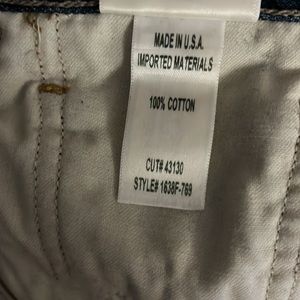 MADE IN U.S.A.
IMPORTED MATERIALS
100% COTTON
CUT# 43130
STYLE# 1638F-769